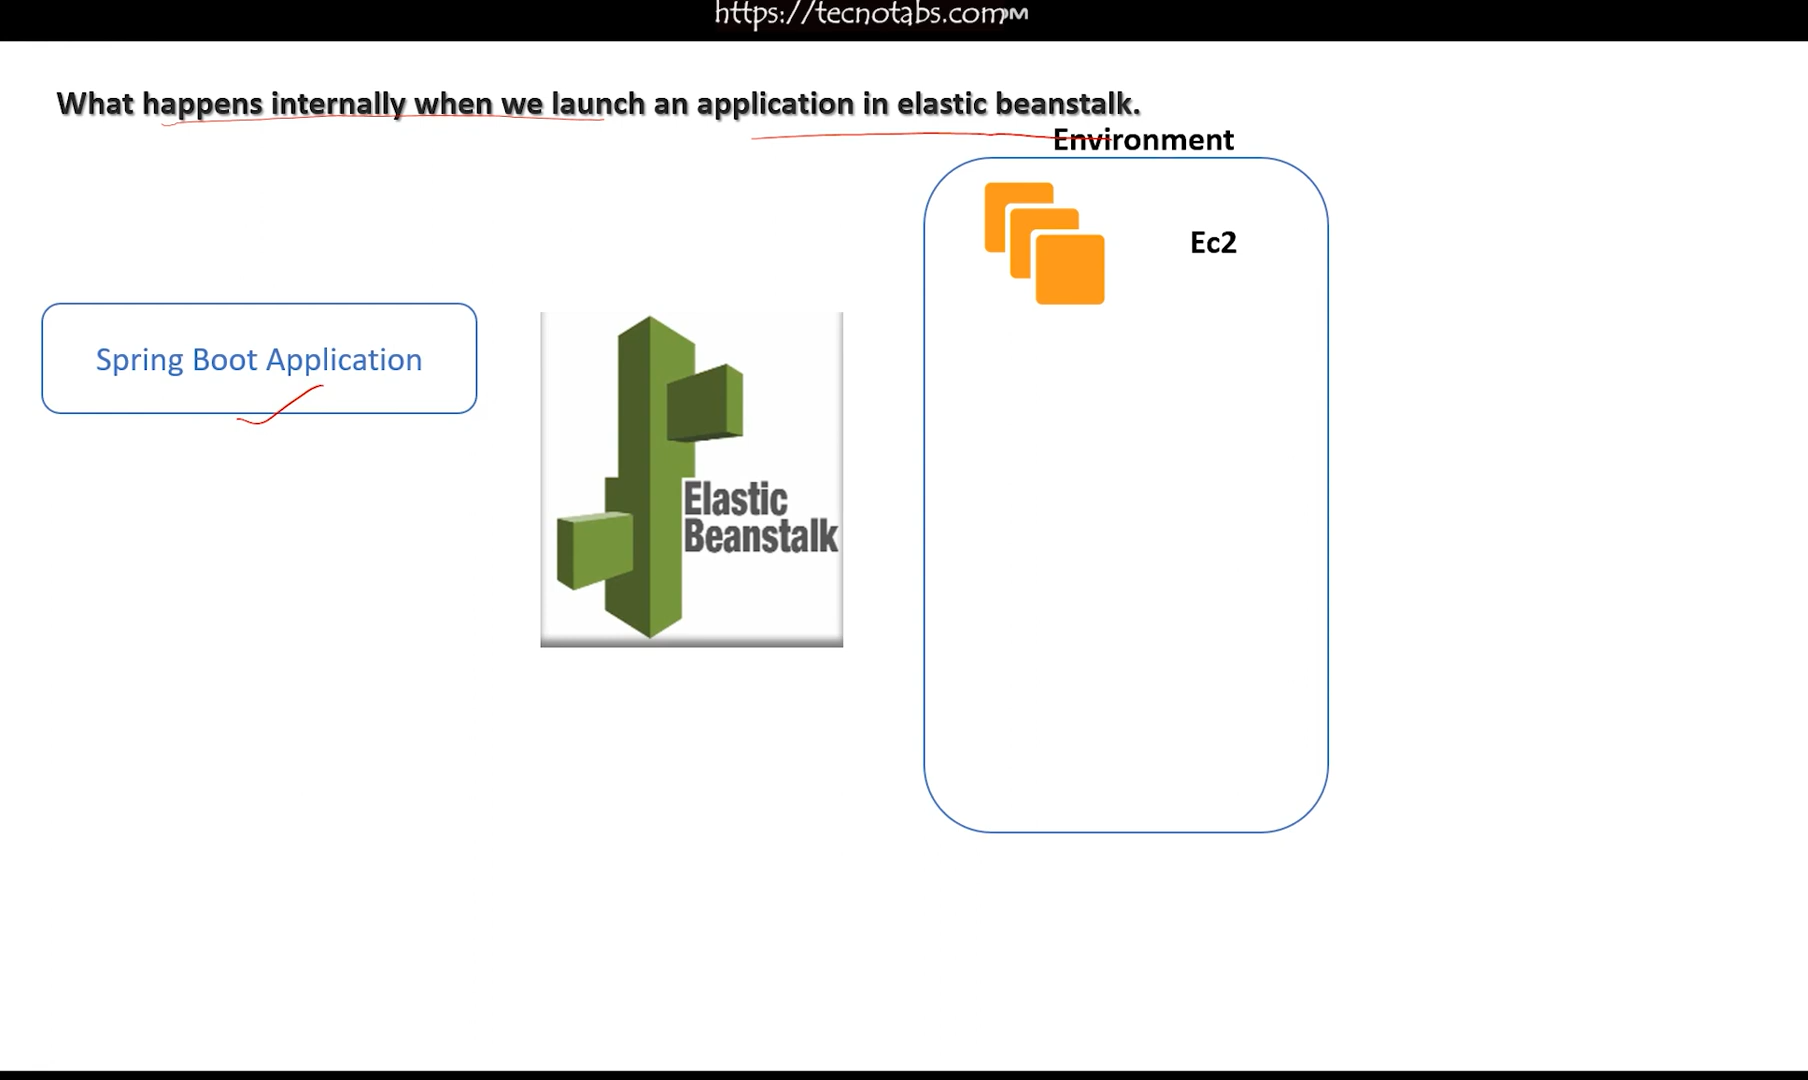 https://tecnotabs.com
What happens internally when we launch an application in elastic beanstalk.
Environment
Ec2
Spring Boot Application
Elastic
Beanstalk